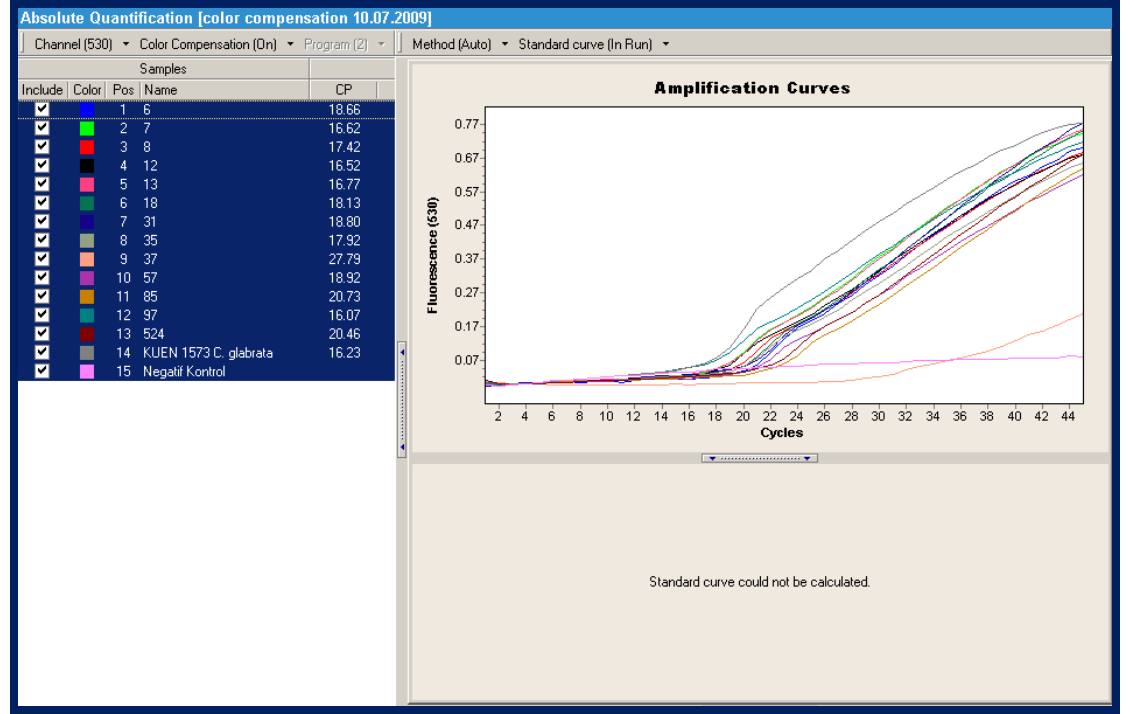 Absolute Quantification [color compensation 10.07.2009]
Channel (530) Color Compensation (On) Program (2) Method (Auto) Standard curve (In Run)
Samples
Include Color Pos Name CP
1 6 18.66
2 7 16.62
3 8 17.42
4 12 16.52
5 13 16.77
6 18 18.13
7 31 18.80
8 35 17.92
9 37 27.79
10 57 18.92
11 85 20.73
12 97 16.07
13 524 20.46
14 KUEN 1573 C. glabrata 16.23
15 Negatif Kontrol
Amplification Curves
Fluorescence (530)
0.77
0.67
0.57
0.47
0.37
0.27
0.17
0.07
2 4 6 8 10 12 14 16 18 20 22 24 26 28 30 32 34 36 38 40 42 44
Cycles
Standard curve could not be calculated.